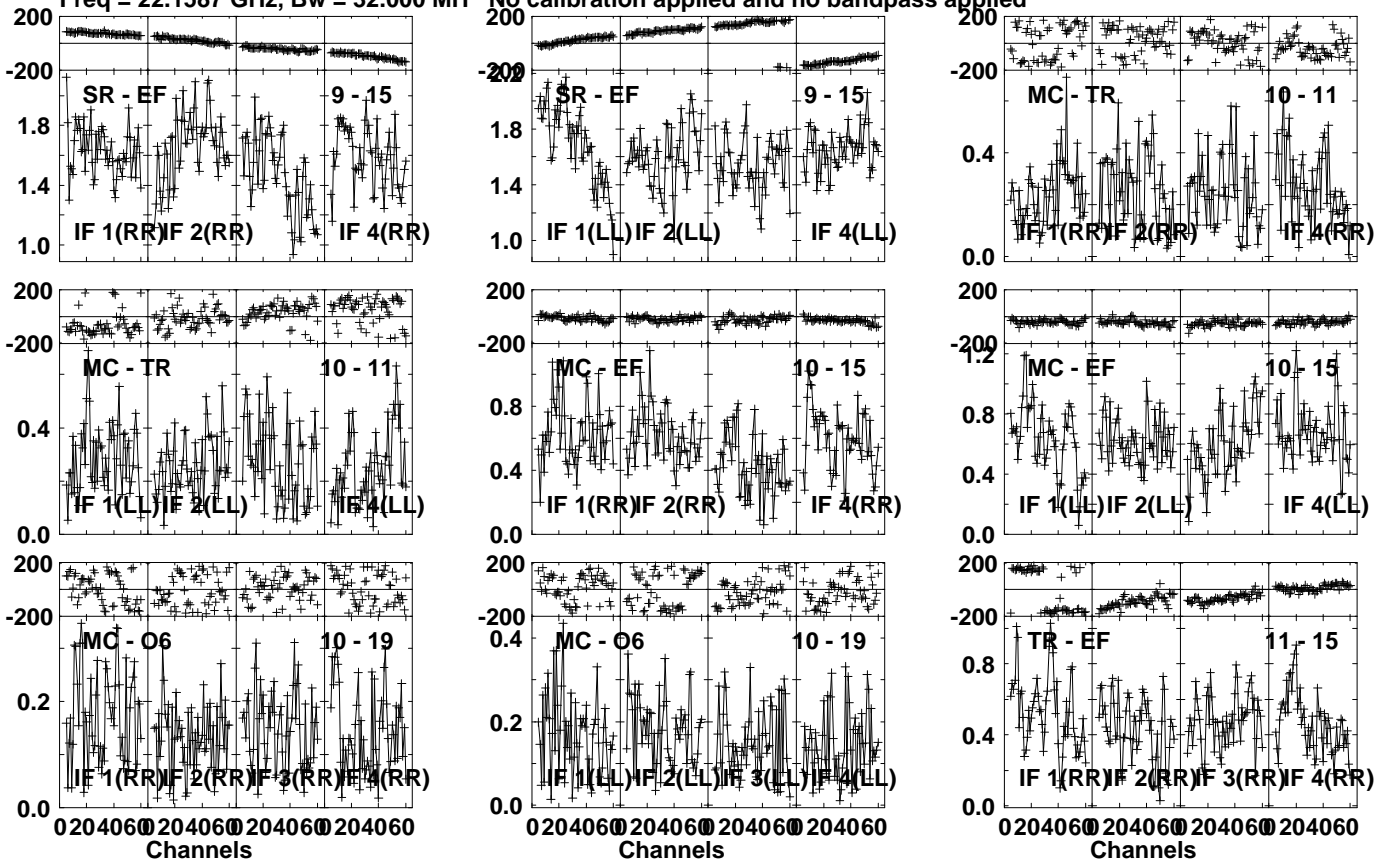 Freq = 22.1587 GHz, Bw = 32.000 MH No calibration applied and no bandpass applied
200
-200
SR - EF 9 - 15
1.8
1.4
1.0
IF 1(RR) IF 2(RR) IF 4(RR)
200
-200
2.2
SR - EF 9 - 15
1.8
1.4
1.0
IF 1(LL) IF 2(LL) IF 4(LL)
200
-200
MC - TR 10 - 11
0.4
0.0
IF 1(RR) IF 2(RR) IF 4(RR)
200
-200
MC - TR 10 - 11
0.4
0.0
IF 1(LL) IF 2(LL) IF 4(LL)
200
-200
MC - EF 10 - 15
0.8
0.4
0.0
IF 1(RR) IF 2(RR) IF 4(RR)
200
-200
1.2
MC - EF 10 - 15
0.8
0.4
0.0
IF 1(LL) IF 2(LL) IF 4(LL)
200
-200
MC - O6 10 - 19
0.2
0.0
IF 1(RR) IF 2(RR) IF 3(RR) IF 4(RR)
0 20 40 60 0 20 40 60 0 20 40 60 0 20 40 60
Channels
200
-200
MC - O6 10 - 19
0.4
0.2
0.0
IF 1(LL) IF 2(LL) IF 3(LL) IF 4(LL)
0 20 40 60 0 20 40 60 0 20 40 60 0 20 40 60
Channels
200
-200
TR - EF 11 - 15
0.8
0.4
0.0
IF 1(RR) IF 2(RR) IF 3(RR) IF 4(RR)
0 20 40 60 0 20 40 60 0 20 40 60 0 20 40 60
Channels